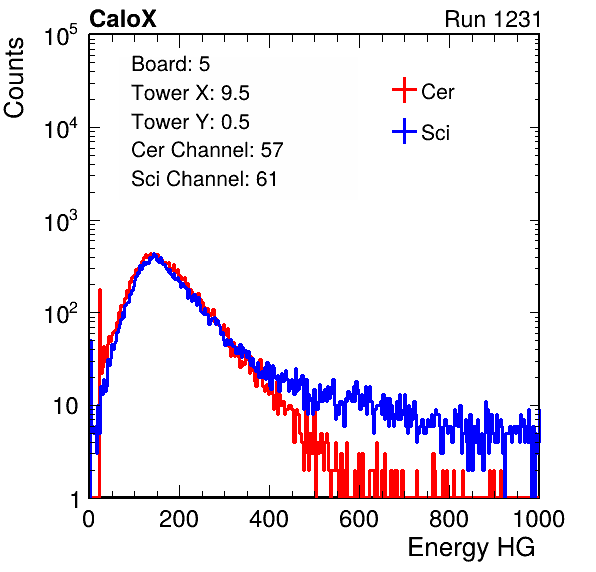 CaloX Run 1231
Counts
Board: 5
Tower X: 9.5
Tower Y: 0.5
Cer Channel: 57
Sci Channel: 61
Cer
Sci
10^5
10^4
10^3
10^2
10
1
0 200 400 600 800 1000
Energy HG